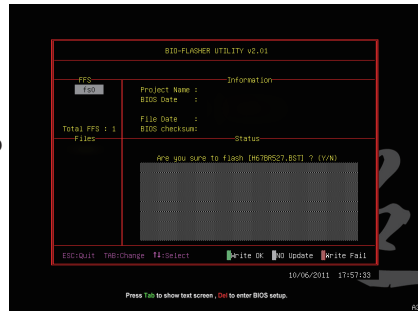 BIO-FLASHER UTILITY v2.01
FFS
Information
fs0
Project Name :
BIOS Date :
File Date :
Total FFS : 1
BIOS checksum:
Files
Status
Are you sure to flash [H67BR527.BST] ? (Y/N)
ESC:Quit TAB:Change ↑↓:Select Write OK NO Update Write Fail
10/06/2011 17:57:33
Press Tab to show text screen , Del to enter BIOS setup.